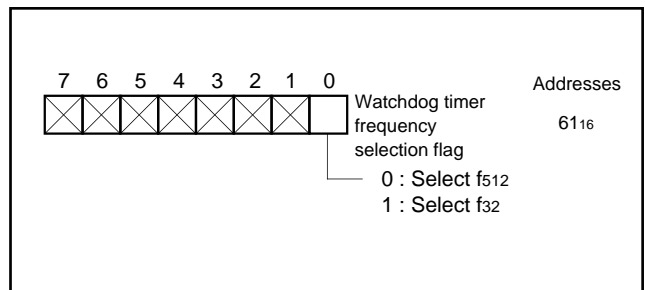 7 6 5 4 3 2 1 0
Addresses
Watchdog timer
frequency
6116
selection flag
0 : Select f512
1 : Select f32